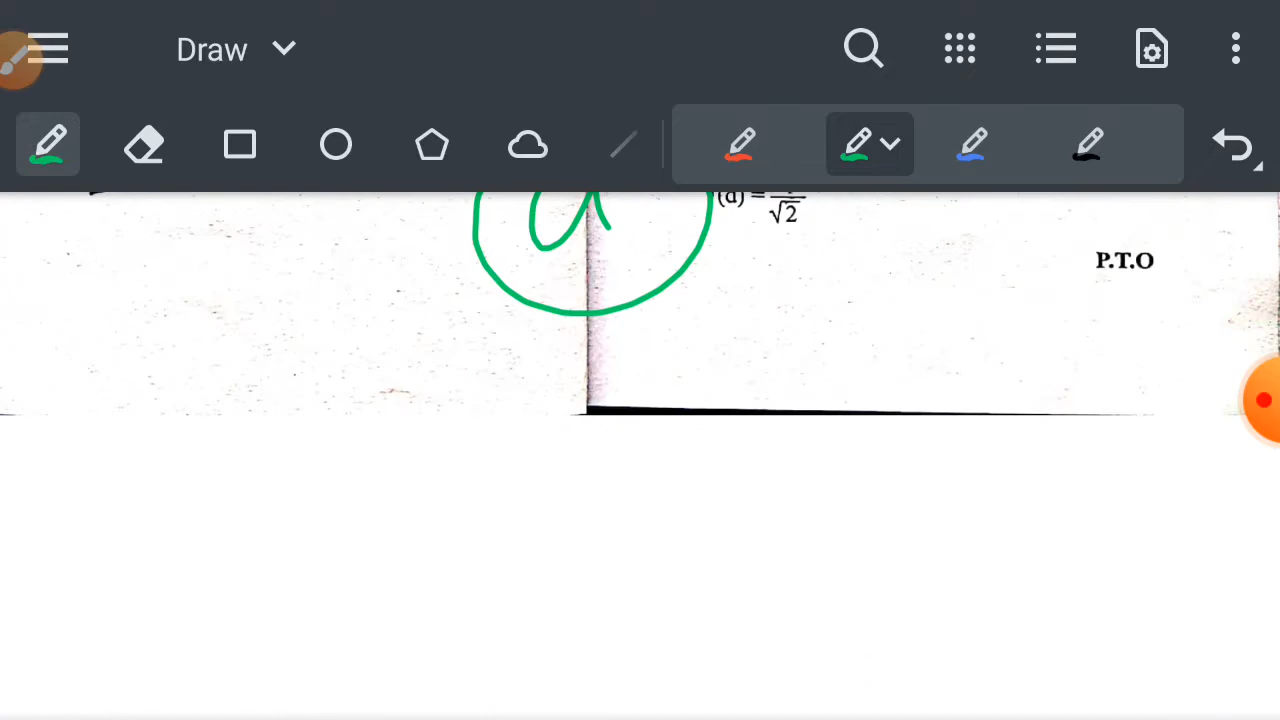 Draw
(d) = √2
P.T.O